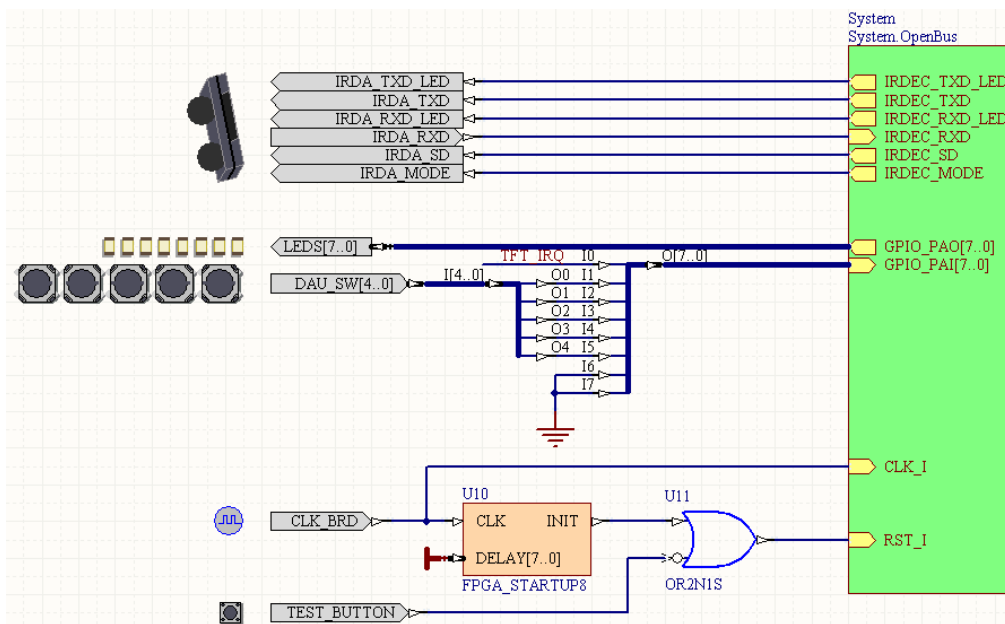 System
System.OpenBus
IRDA_TXD_LED IRDEC_TXD_LED
IRDA_TXD IRDEC_TXD
IRDA_RXD_LED IRDEC_RXD_LED
IRDA_RXD IRDEC_RXD
IRDA_SD IRDEC_SD
IRDA_MODE IRDEC_MODE
LEDS[7..0] GPIO_PAO[7..0]
TFT_IRQ I0 O[7..0] GPIO_PAI[7..0]
DAU_SW[4..0] I[4..0] O0 I1
O1 I2
O2 I3
O3 I4
O4 I5
I6
I7
CLK_I
U10 U11
CLK_BRD CLK INIT
RST_I
DELAY[7..0]
FPGA_STARTUP8 OR2N1S
TEST_BUTTON